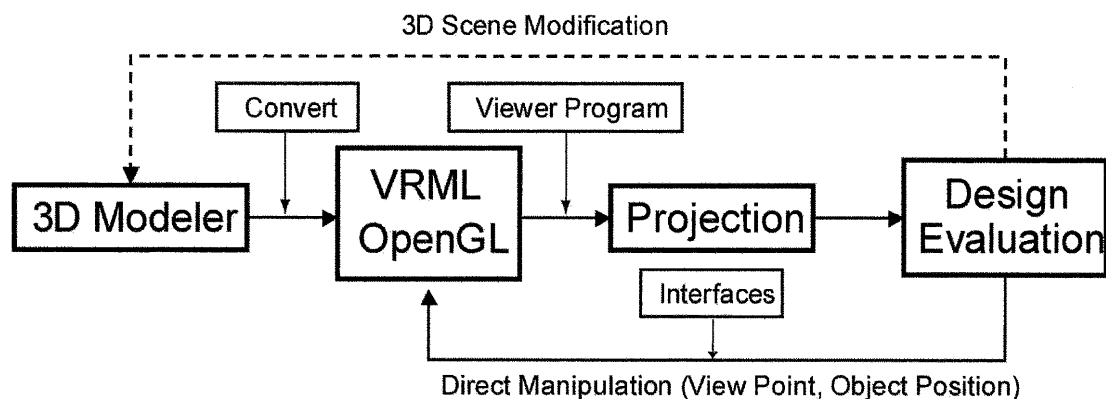 3D Scene Modification
Convert
Viewer Program
3D Modeler
VRML
OpenGL
Projection
Design
Evaluation
Interfaces
Direct Manipulation (View Point, Object Position)